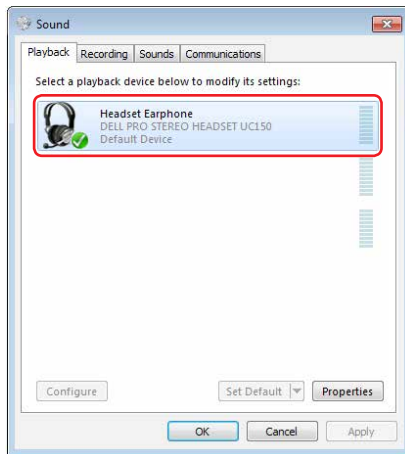 Sound
Playback Recording Sounds Communications
Select a playback device below to modify its settings:
Headset Earphone
DELL PRO STEREO HEADSET UC150
Default Device
Configure Set Default Properties
OK Cancel Apply